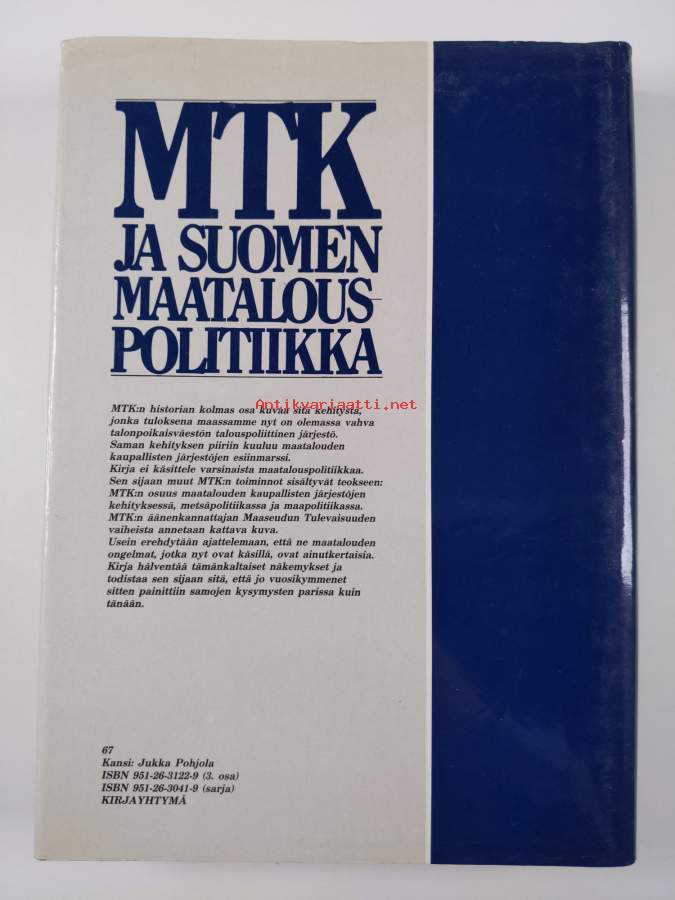 MTK
JA SUOMEN
MAATALOUS-
POLITIIKKA
MTK:n historian kolmas osa kuvaa sitä kehitystä,
jonka tuloksena maassamme nyt on olemassa vahva
talonpoikaisväestön talouspoliittinen järjestö.
Saman kehityksen piiriin kuuluu maatalouden
kaupallisten järjestöjen esiinmarssi.
Kirja ei käsittele varsinaista maatalouspolitiikkaa.
Sen sijaan muut MTK:n toiminnot sisältyvät teokseen:
MTK:n osuus maatalouden kaupallisten järjestöjen
kehityksessä, metsäpolitiikassa ja maapolitiikassa.
MTK:n äänenkannattajan Maaseudun Tulevaisuuden
vaiheista annetaan kattava kuva.
Usein erehdytään ajattelemaan, että ne maatalouden
ongelmat, jotka nyt ovat käsillä, ovat ainutkertaisia.
Kirja hälventää tämänkaltaiset näkemykset ja
todistaa sen sijaan sitä, että jo vuosikymmenet
sitten painittiin samojen kysymysten parissa kuin
tänään.
Antikvariaatti.net
67
Kansi: Jukka Pohjola
ISBN 951-26-3122-9 (3. osa)
ISBN 951-26-3041-9 (sarja)
KIRJAYHTYMÄ